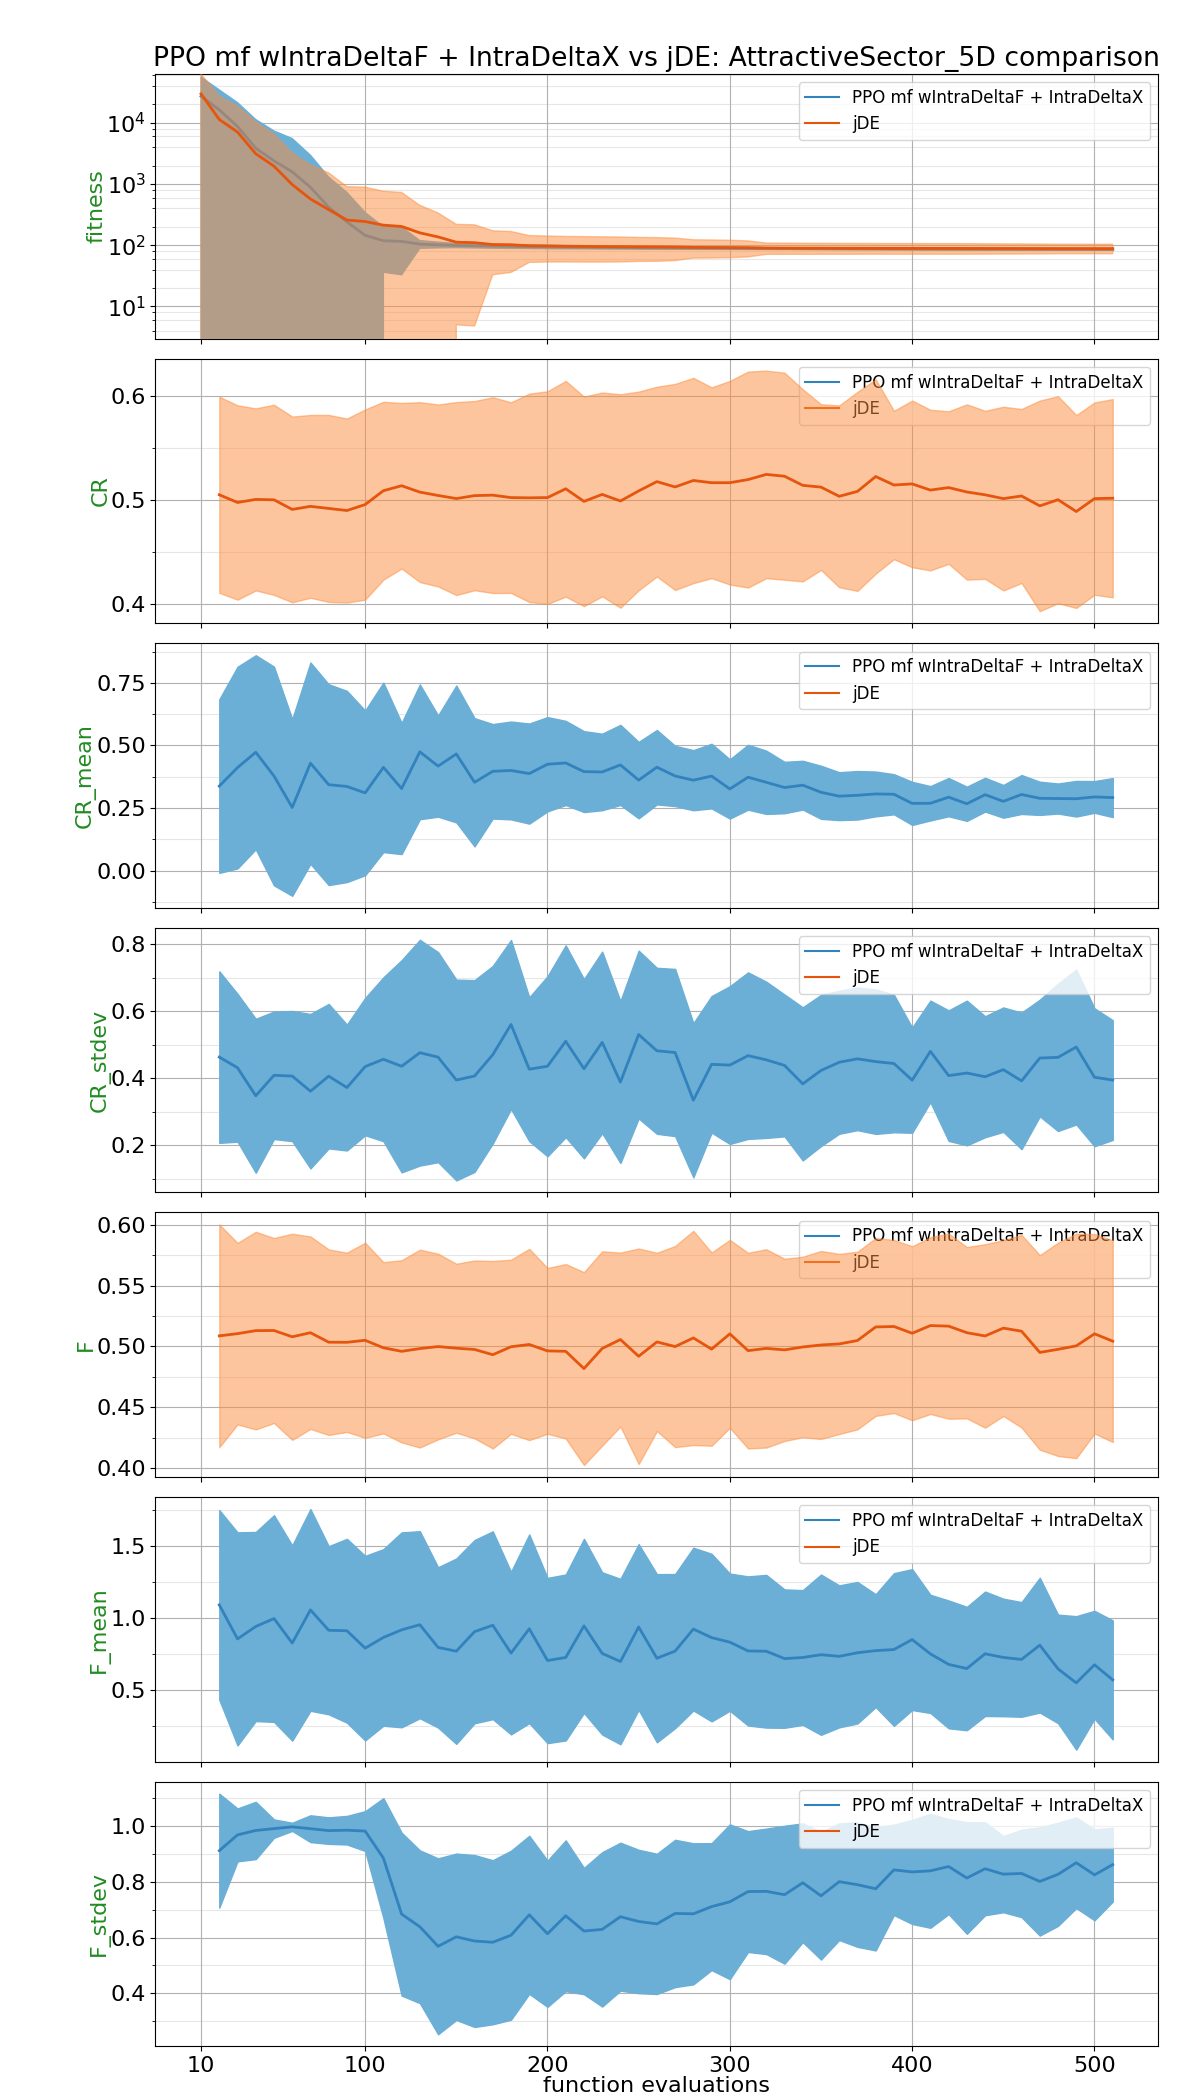 PPO mf wIntraDeltaF + IntraDeltaX vs jDE: AttractiveSector_5D comparison
PPO mf wIntraDeltaF + IntraDeltaX
jDE
10^4
10^3
10^2
10^1
fitness
PPO mf wIntraDeltaF + IntraDeltaX
jDE
0.6
0.5
0.4
CR
PPO mf wIntraDeltaF + IntraDeltaX
jDE
0.75
0.50
0.25
0.00
CR_mean
PPO mf wIntraDeltaF + IntraDeltaX
jDE
0.8
0.6
0.4
0.2
CR_stdev
PPO mf wIntraDeltaF + IntraDeltaX
jDE
0.60
0.55
0.50
0.45
0.40
F
PPO mf wIntraDeltaF + IntraDeltaX
jDE
1.5
1.0
0.5
F_mean
PPO mf wIntraDeltaF + IntraDeltaX
jDE
1.0
0.8
0.6
0.4
F_stdev
10 100 200 300 400 500
function evaluations